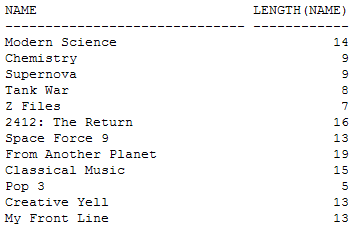 NAME LENGTH(NAME)
------------------------------ ------------
Modern Science 14
Chemistry 9
Supernova 9
Tank War 8
Z Files 7
2412: The Return 16
Space Force 9 13
From Another Planet 19
Classical Music 15
Pop 3 5
Creative Yell 13
My Front Line 13